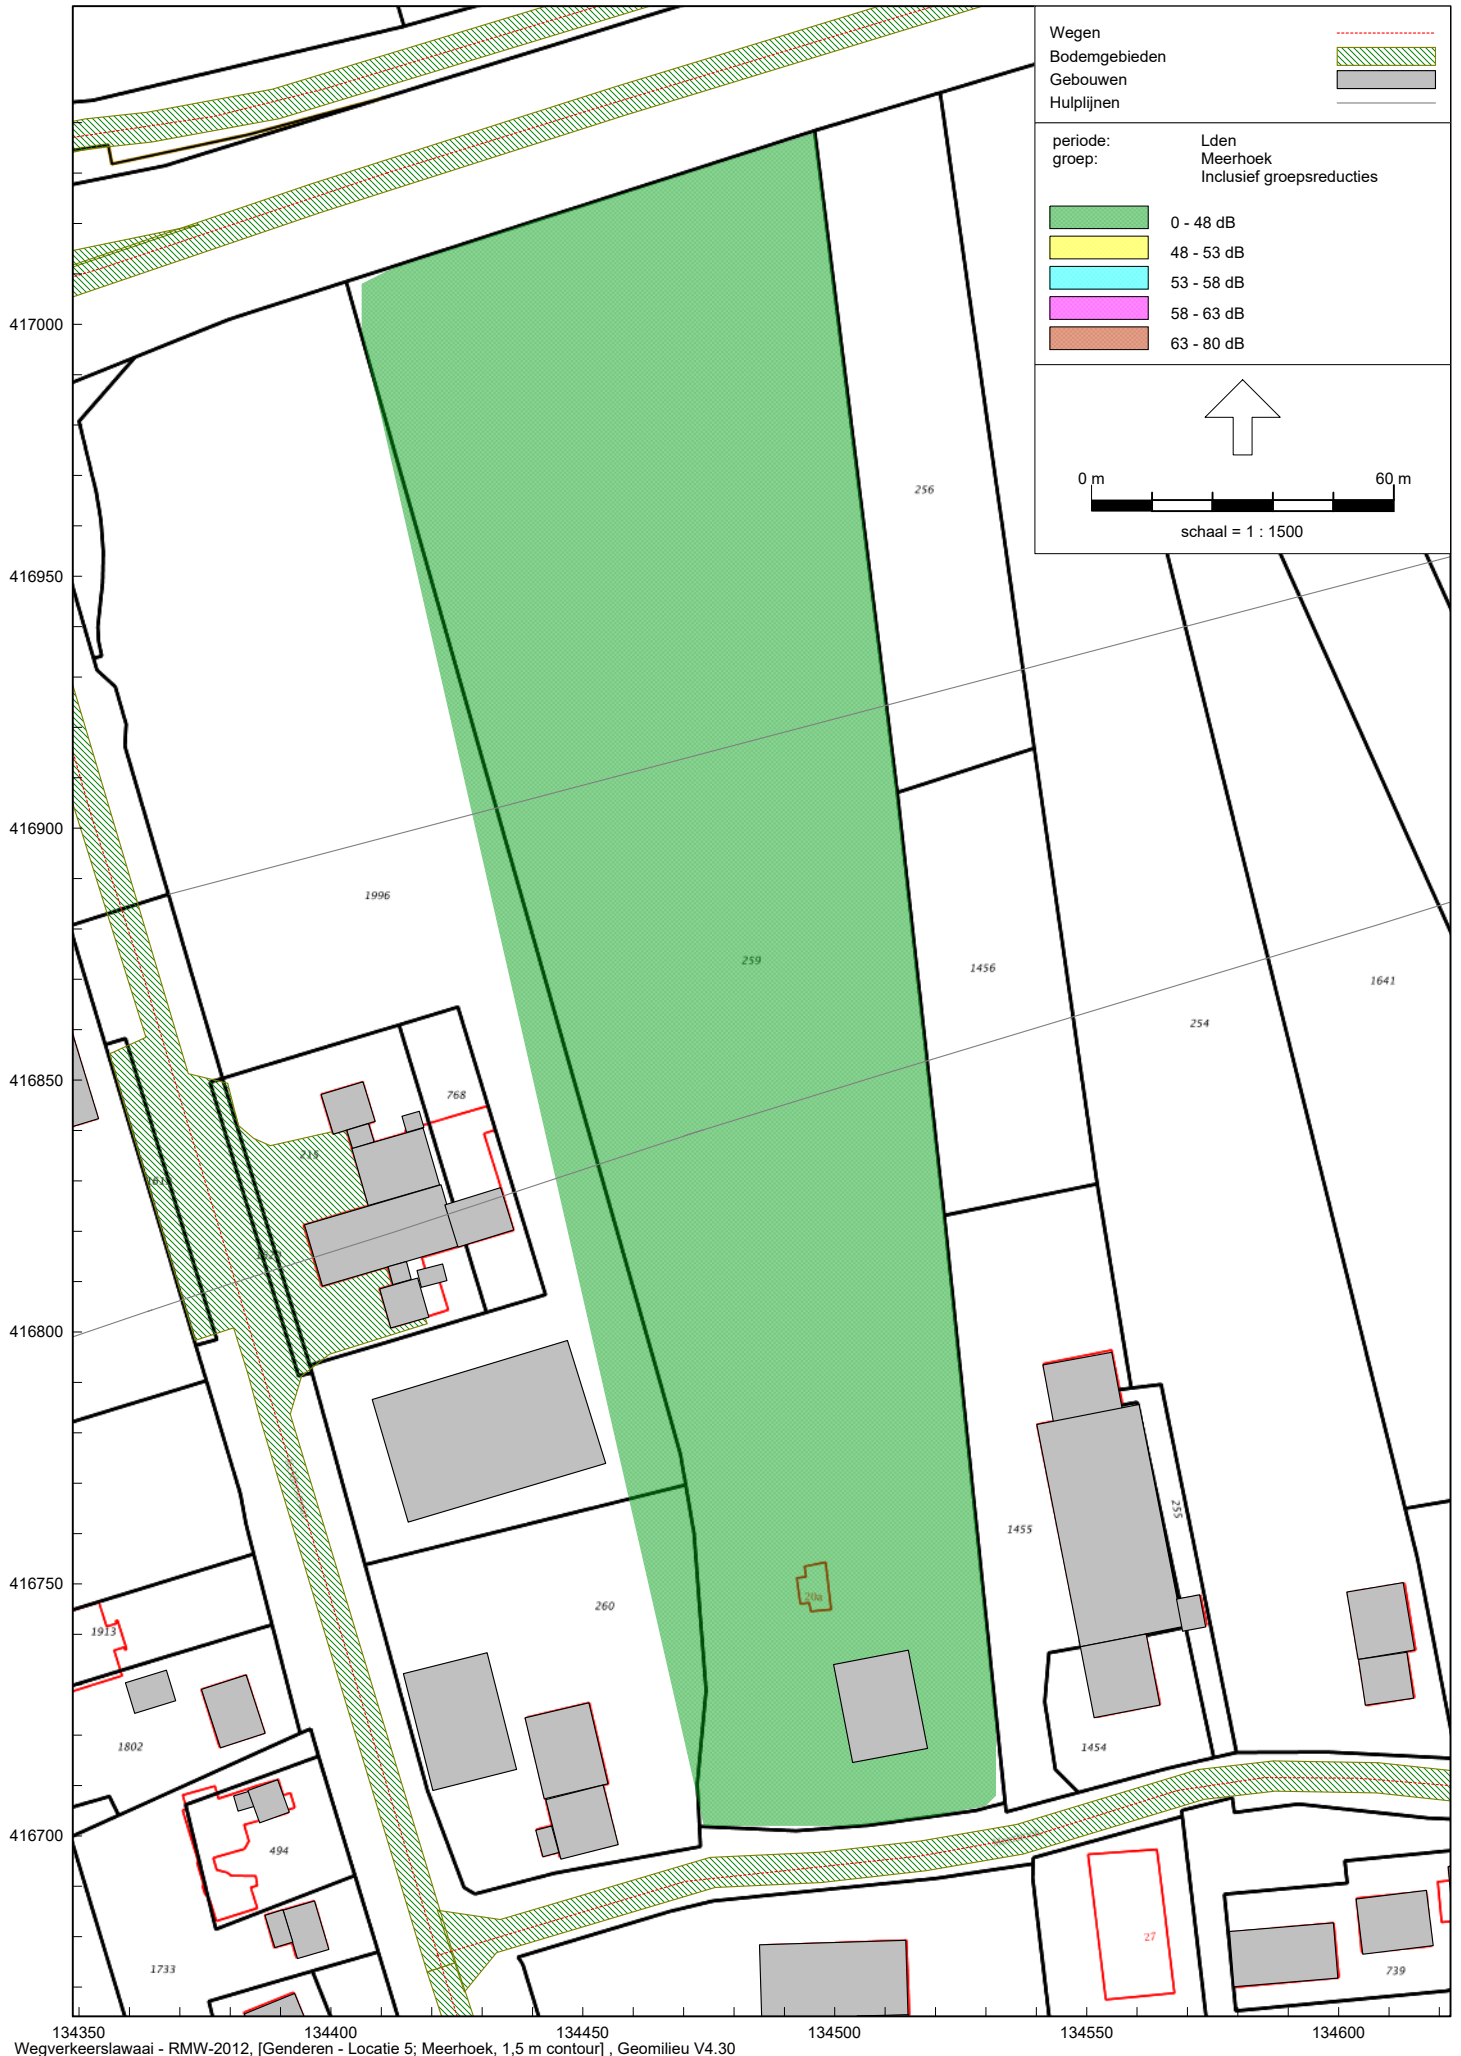 Wegen
Bodemgebieden
Gebouwen
Hulplijnen
periode: Lden
groep: Meerhoek
Inclusief groepsreducties
0 - 48 dB
48 - 53 dB
53 - 58 dB
58 - 63 dB
63 - 80 dB
0 m 60 m
schaal = 1 : 1500
417000
256
416950
416900
1996
259
1456
1641
254
416850
768
215
416800
1455
255
416750
20a
260
1913
1802
1454
416700
494
27
1733
739
134350 134400 134450 134500 134550 134600
Wegverkeerslawaai - RMW-2012, [Genderen - Locatie 5; Meerhoek, 1,5 m contour] , Geomilieu V4.30